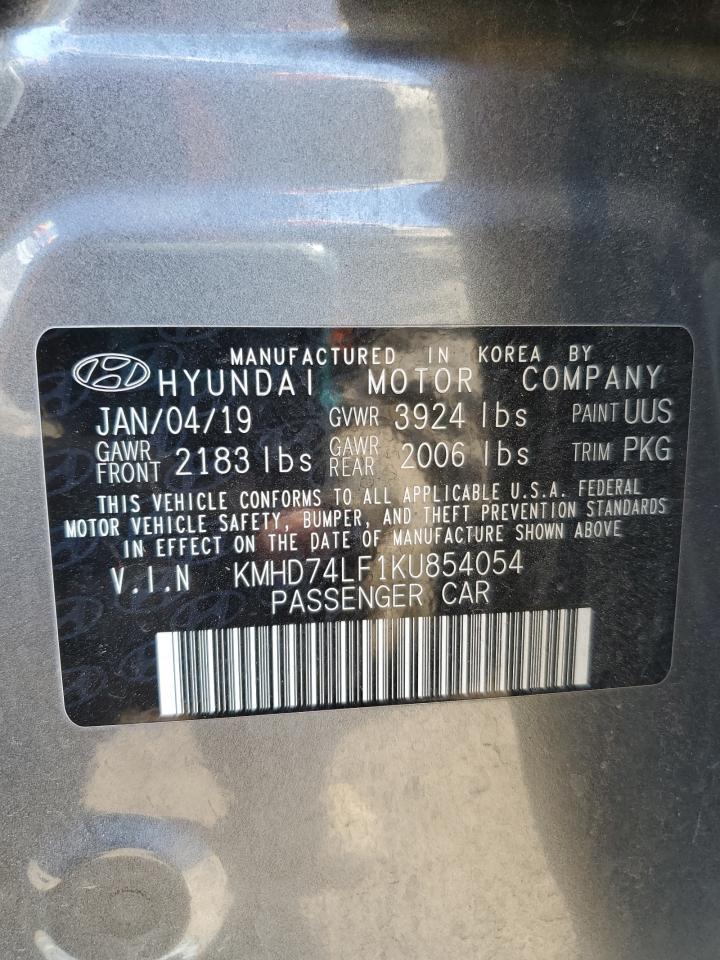 MANUFACTURED IN KOREA BY
HYUNDAI MOTOR COMPANY
JAN/04/19 GVWR 3924 lbs PAINT UUS
GAWR FRONT 2183 lbs GAWR REAR 2006 lbs TRIM PKG
THIS VEHICLE CONFORMS TO ALL APPLICABLE U.S.A. FEDERAL
MOTOR VEHICLE SAFETY, BUMPER, AND THEFT PREVENTION STANDARDS
IN EFFECT ON THE DATE OF MANUFACTURE SHOWN ABOVE
V.I.N KMHD74LF1KU854054
PASSENGER CAR